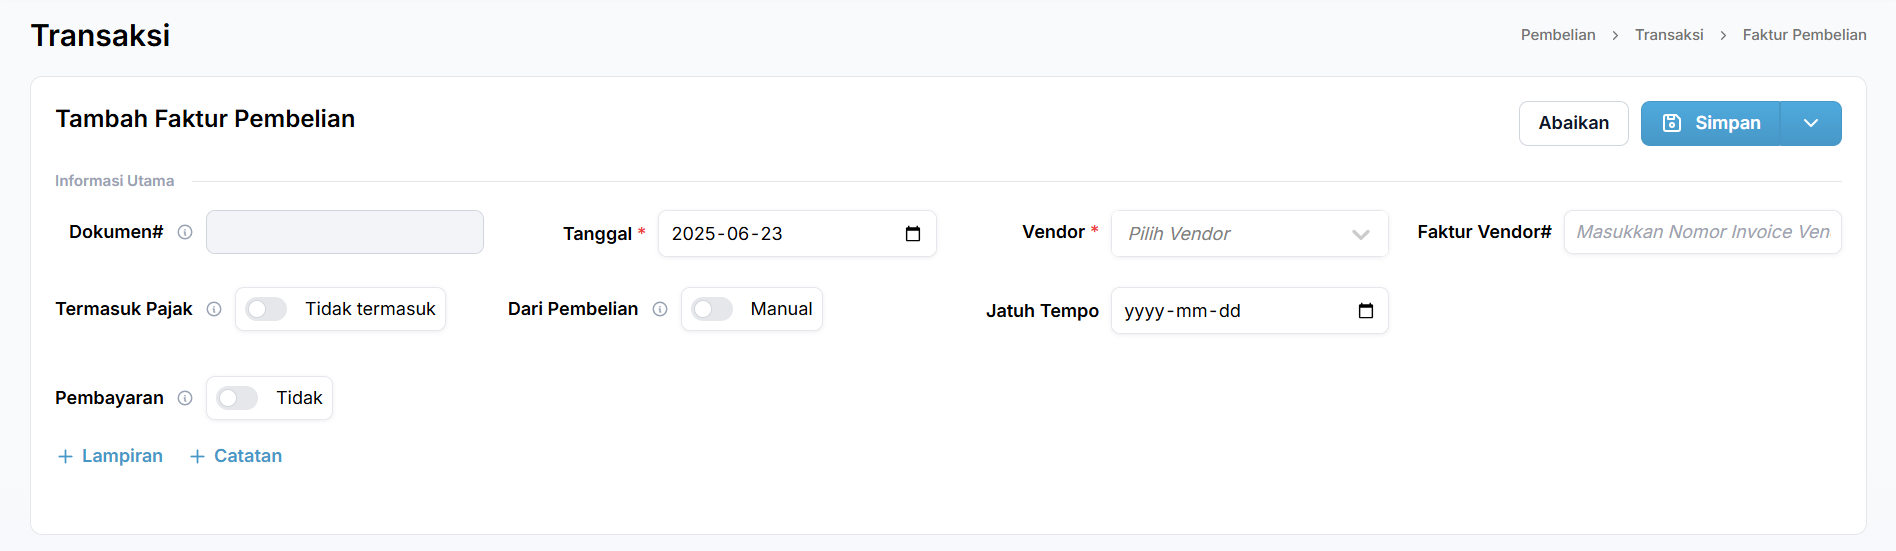 Transaksi
Pembelian > Transaksi > Faktur Pembelian
Tambah Faktur Pembelian
Abaikan
Simpan
Informasi Utama
Dokumen#
Tanggal * 2025-06-23
Vendor * Pilih Vendor
Faktur Vendor# Masukkan Nomor Invoice Ven
Termasuk Pajak Tidak termasuk
Dari Pembelian Manual
Jatuh Tempo yyyy-mm-dd
Pembayaran Tidak
+ Lampiran
+ Catatan